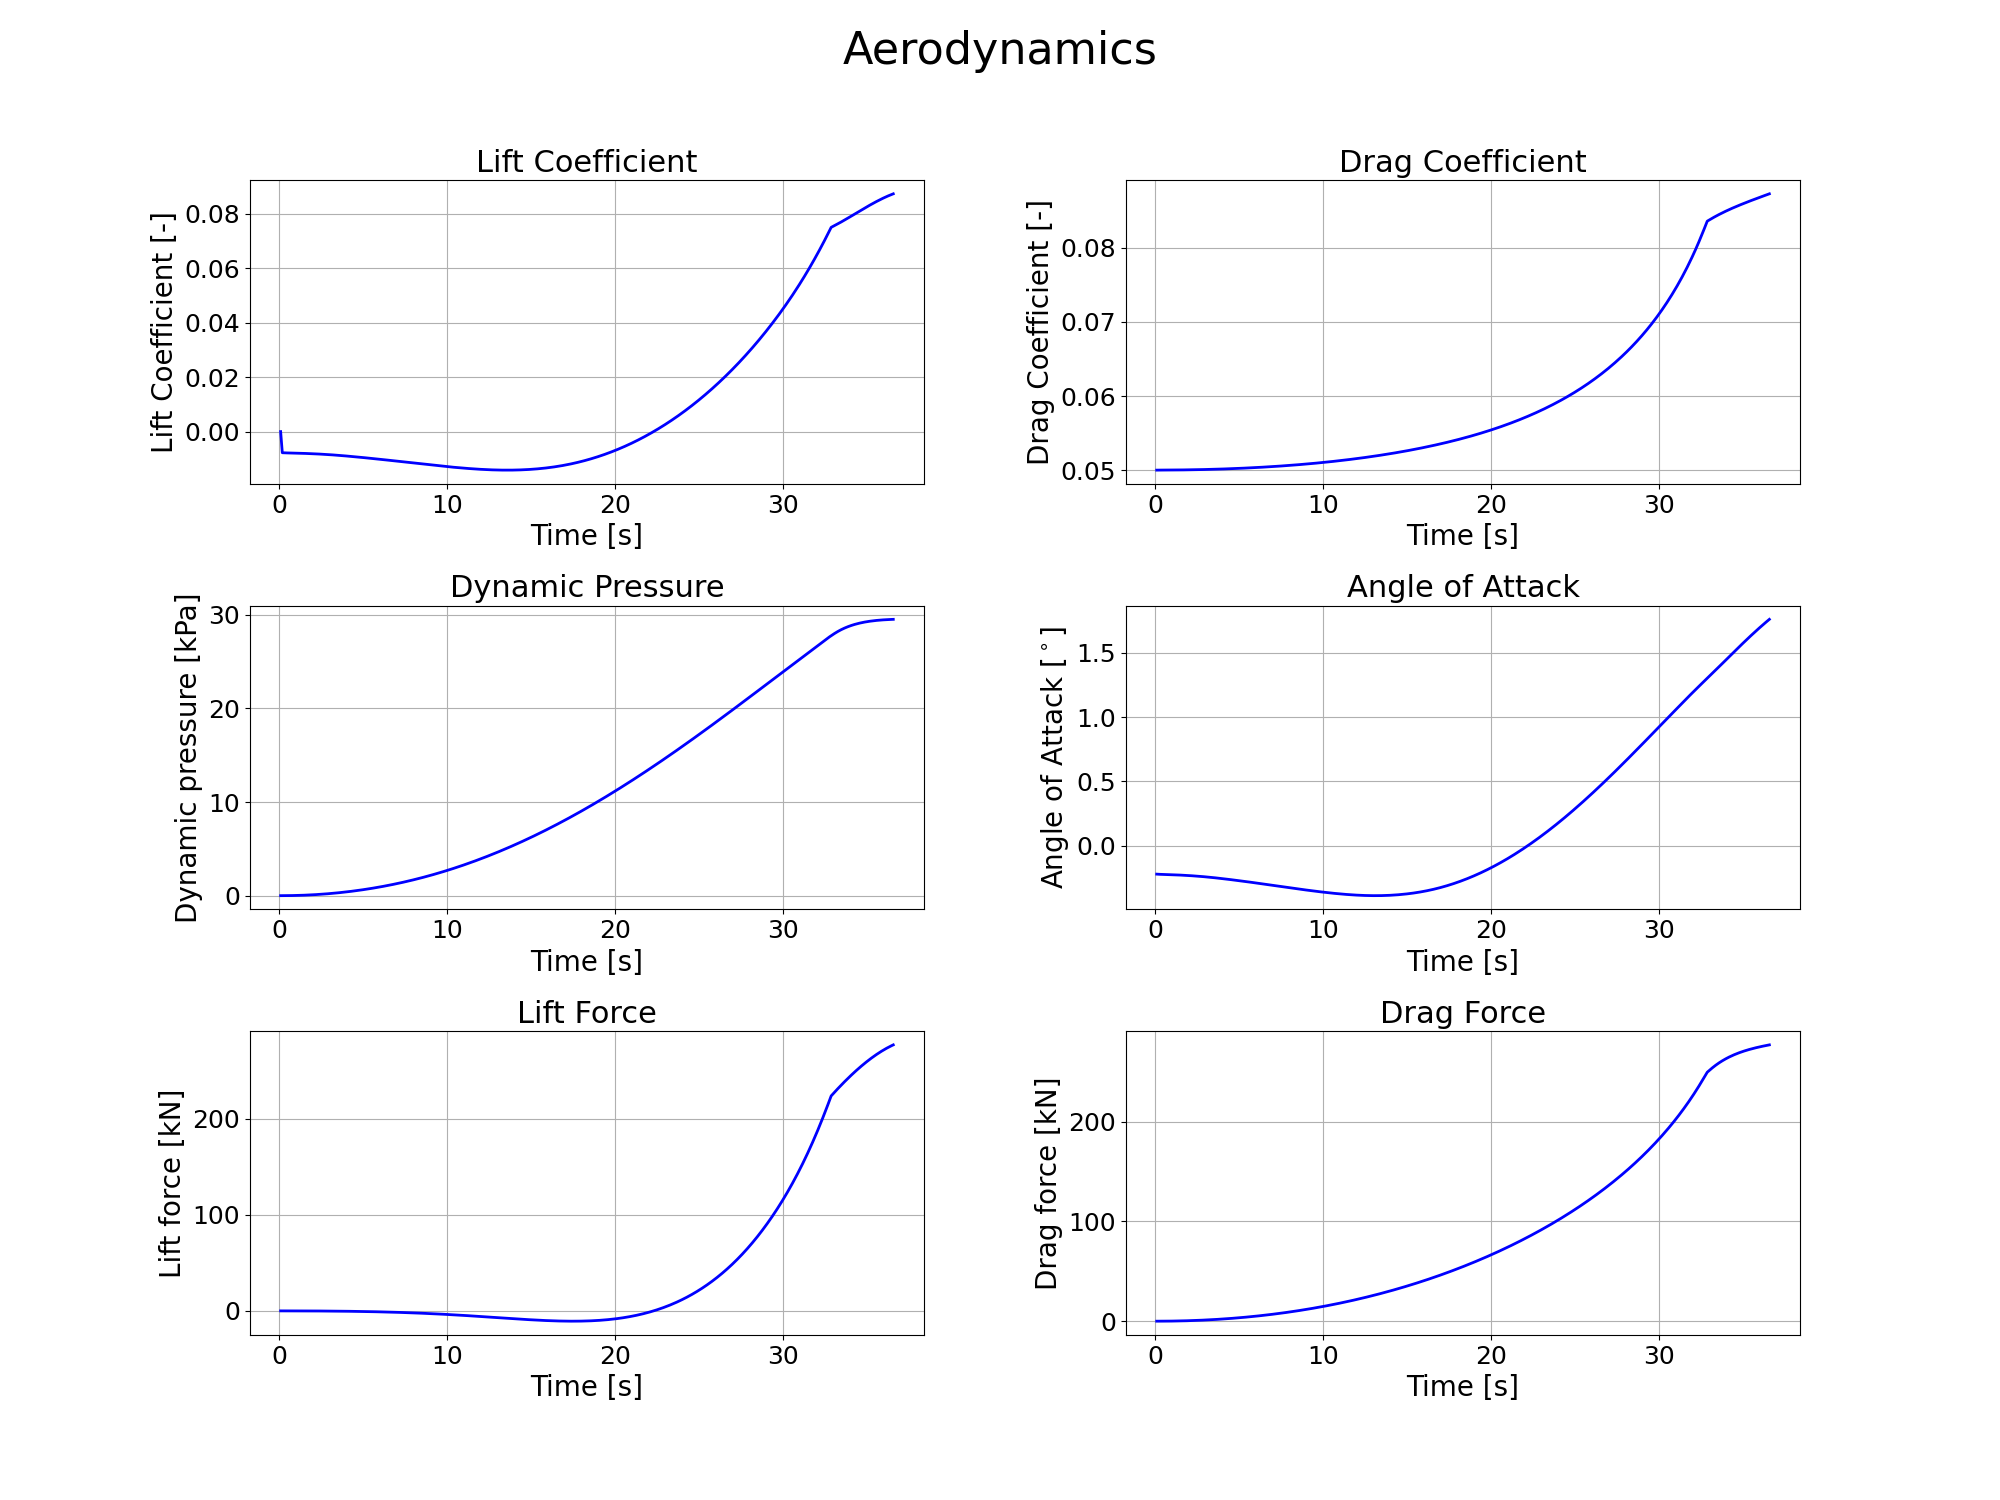 Aerodynamics
Lift Coefficient
Lift Coefficient [-]
0.08
0.06
0.04
0.02
0.00
0 10 20 30
Time [s]
Drag Coefficient
Drag Coefficient [-]
0.08
0.07
0.06
0.05
0 10 20 30
Time [s]
Dynamic Pressure
Dynamic pressure [kPa]
30
20
10
0
0 10 20 30
Time [s]
Angle of Attack
Angle of Attack [°]
1.5
1.0
0.5
0.0
0 10 20 30
Time [s]
Lift Force
Lift force [kN]
200
100
0
0 10 20 30
Time [s]
Drag Force
Drag force [kN]
200
100
0
0 10 20 30
Time [s]